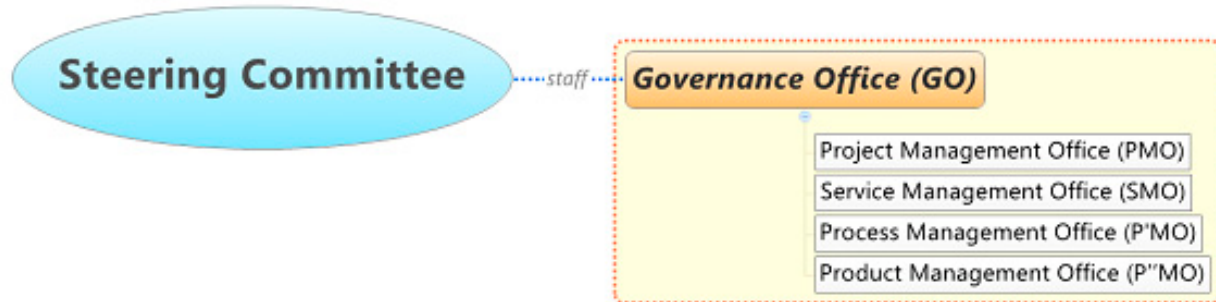 Steering Committee
staff
Governance Office (GO)
Project Management Office (PMO)
Service Management Office (SMO)
Process Management Office (P'MO)
Product Management Office (P''MO)